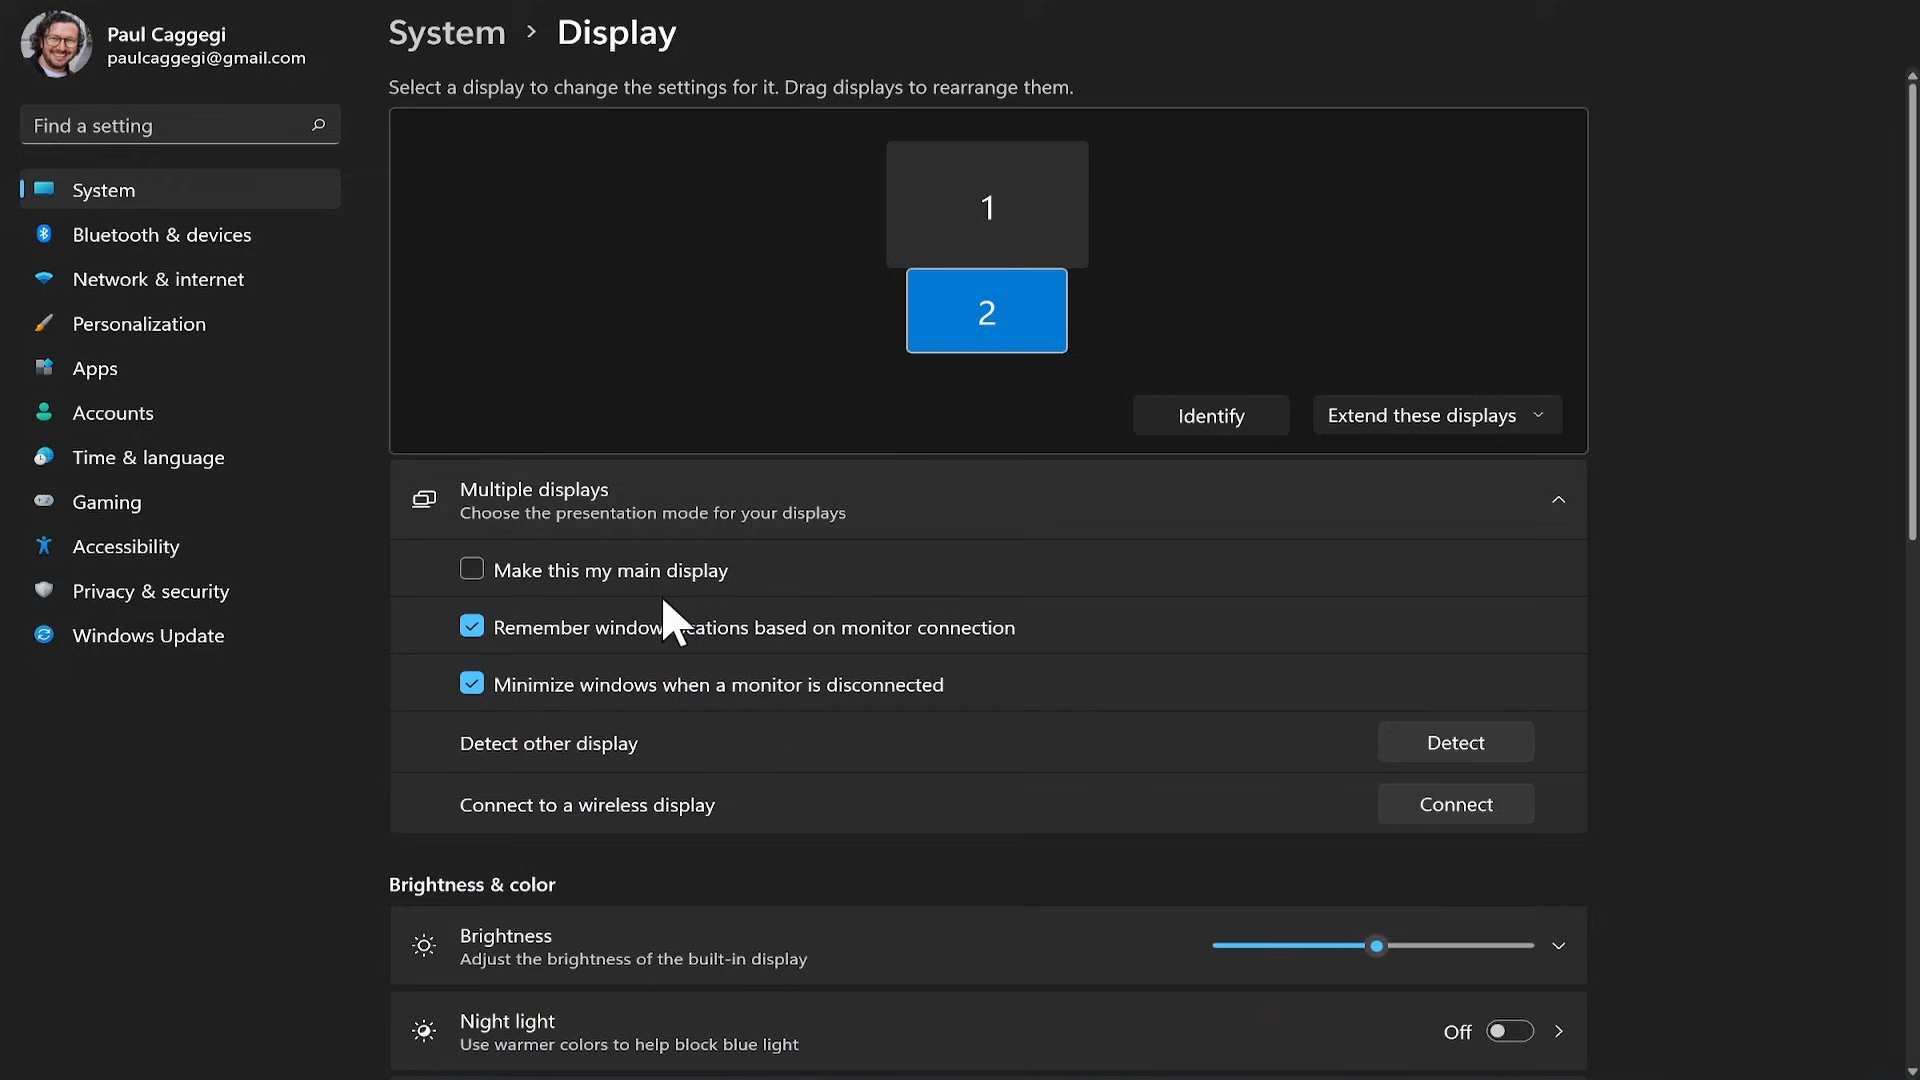 Paul Caggegi
paulcaggegi@gmail.com
Find a setting
System
Bluetooth & devices
Network & internet
Personalization
Apps
Accounts
Time & language
Gaming
Accessibility
Privacy & security
Windows Update
System › Display
Select a display to change the settings for it. Drag displays to rearrange them.
1
2
Identify
Extend these displays
Multiple displays
Choose the presentation mode for your displays
Make this my main display
Remember window ations based on monitor connection
Minimize windows when a monitor is disconnected
Detect other display
Detect
Connect to a wireless display
Connect
Brightness & color
Brightness
Adjust the brightness of the built-in display
Night light
Use warmer colors to help block blue light
Off